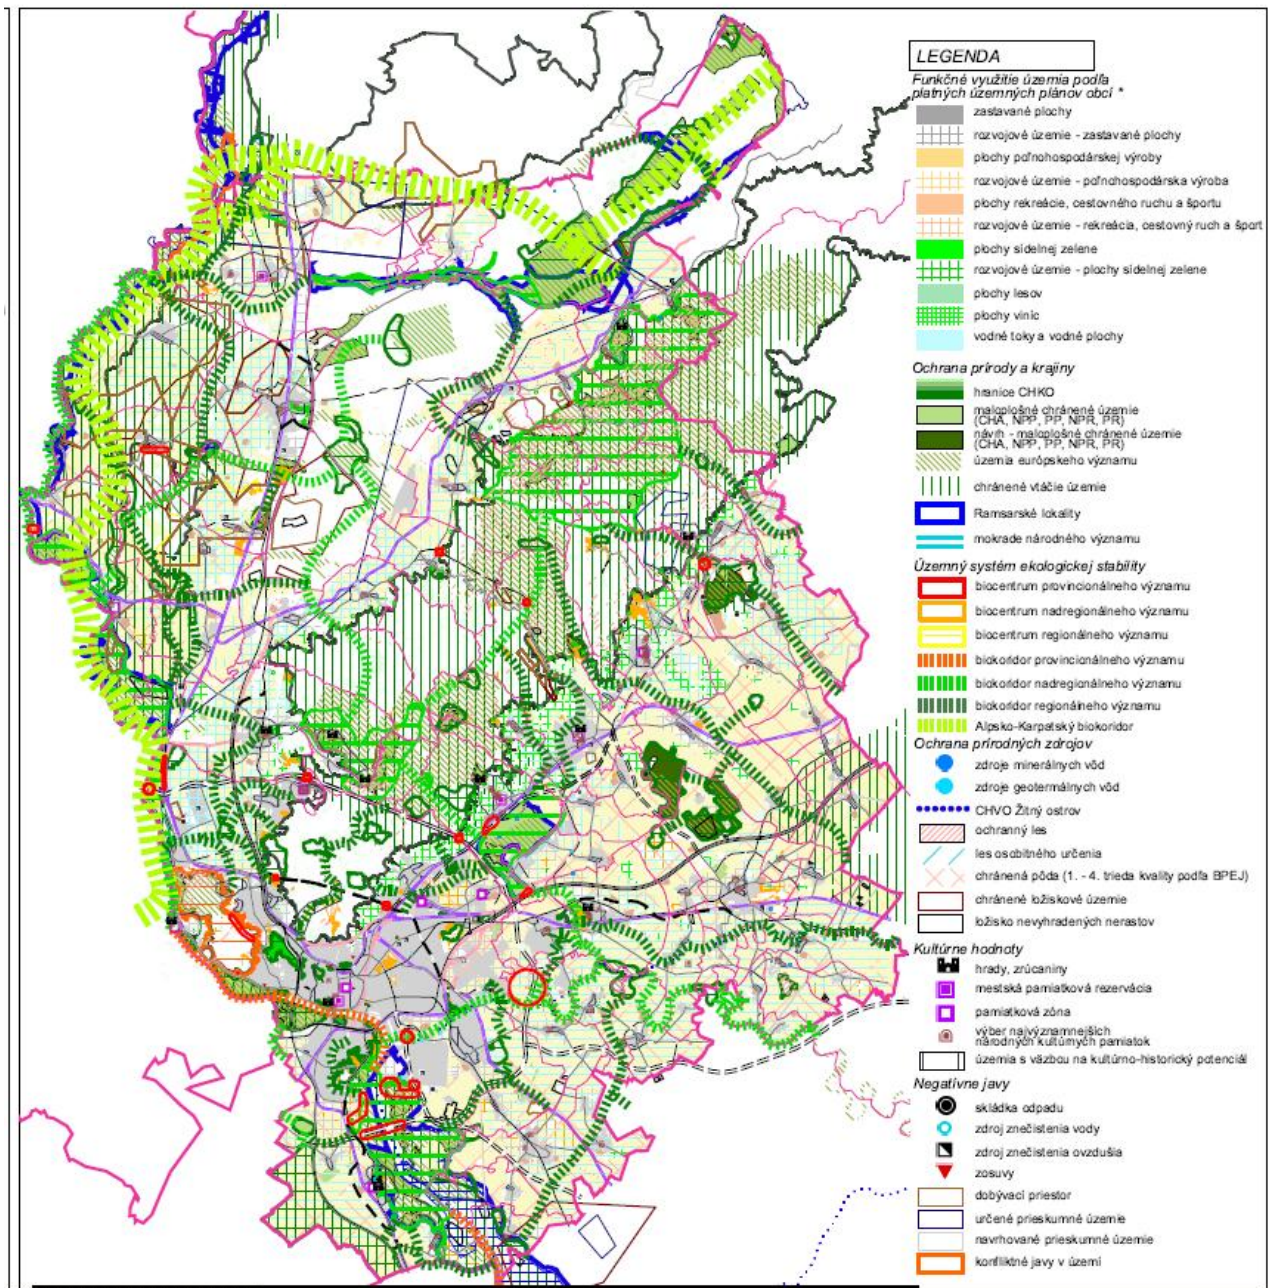 LEGENDA
Funkčné využitie územia podľa
platných územných plánov obcí *
zastavané plochy
rozvojové územie - zastavané plochy
plochy poľnohospodárskej výroby
rozvojové územie - poľnohospodárska výroba
plochy rekreácie, cestovného ruchu a športu
rozvojové územie - rekreácia, cestovný ruch a šport
plochy sídelnej zelene
rozvojové územie - plochy sídelnej zelene
plochy lesov
plochy viníc
vodné toky a vodné plochy
Ochrana prírody a krajiny
hranice CHKO
maloplošné chránené územie
(CHA, NPP, PP, NPR, PR)
návrh - maloplošné chránené územie
(CHA, NPP, PP, NPR, PR)
územia európskeho významu
chránené vtáčie územie
Ramsarské lokality
mokrade národného významu
Územný systém ekologickej stability
biocentrum provincionálneho významu
biocentrum nadregionálneho významu
biocentrum regionálneho významu
biokoridor provincionálneho významu
biokoridor nadregionálneho významu
biokoridor regionálneho významu
Alpsko-Karpatský biokoridor
Ochrana prírodných zdrojov
zdroje minerálnych vôd
zdroje geotermálnych vôd
CHVO Žitný ostrov
ochranný les
les osobitného určenia
chránená pôda (1. - 4. trieda kvality podľa BPEJ)
chránené ložiskové územie
ložisko nevyhradených nerastov
Kultúrne hodnoty
hrady, zrúcaniny
mestská pamiatková rezervácia
pamiatková zóna
výber najvýznamnejších
národných kultúrnych pamiatok
územia s väzbou na kultúrno-historický potenciál
Negatívne javy
skládka odpadu
zdroj znečistenia vody
zdroj znečistenia ovzdušia
zosuvy
dobývací priestor
určené prieskumné územie
navrhované prieskumné územie
konfliktné javy v území